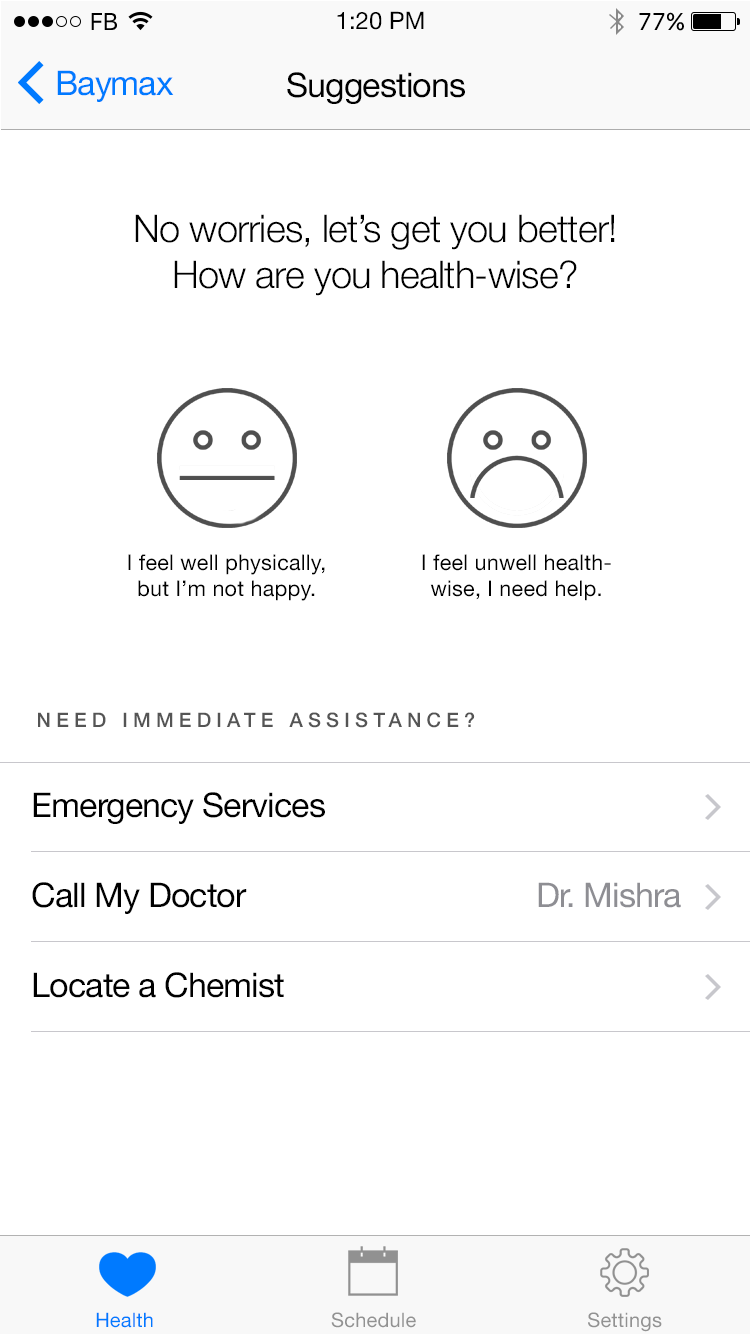 FB 1:20 PM 77%
Baymax Suggestions
No worries, let’s get you better!
How are you health-wise?
I feel well physically,
but I’m not happy.
I feel unwell health-
wise, I need help.
NEED IMMEDIATE ASSISTANCE?
Emergency Services
Call My Doctor Dr. Mishra
Locate a Chemist
Health Schedule Settings